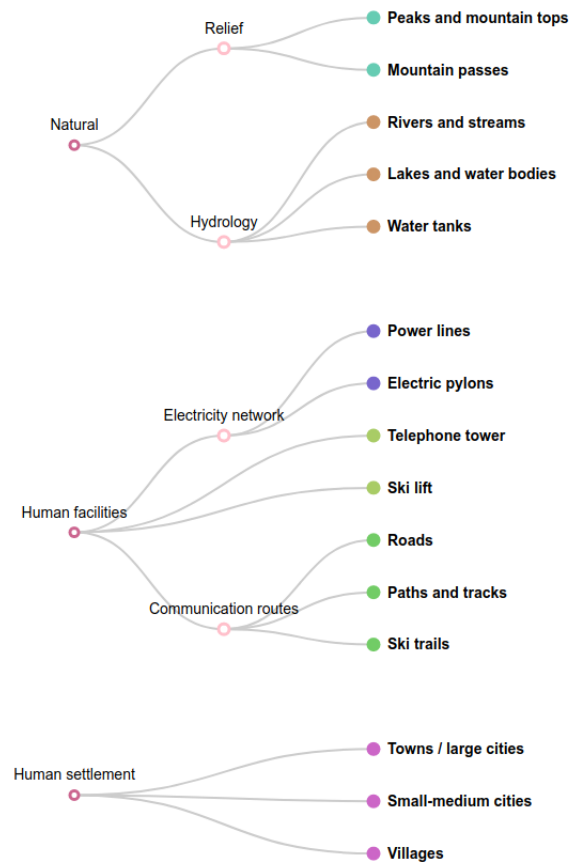 Relief
Peaks and mountain tops
Mountain passes
Natural
Rivers and streams
Lakes and water bodies
Hydrology
Water tanks
Power lines
Electric pylons
Electricity network
Telephone tower
Ski lift
Human facilities
Roads
Paths and tracks
Communication routes
Ski trails
Towns / large cities
Human settlement
Small-medium cities
Villages